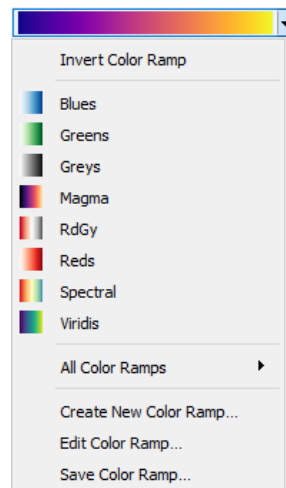 Invert Color Ramp
Blues
Greens
Greys
Magma
RdGy
Reds
Spectral
Viridis
All Color Ramps
Create New Color Ramp...
Edit Color Ramp...
Save Color Ramp...